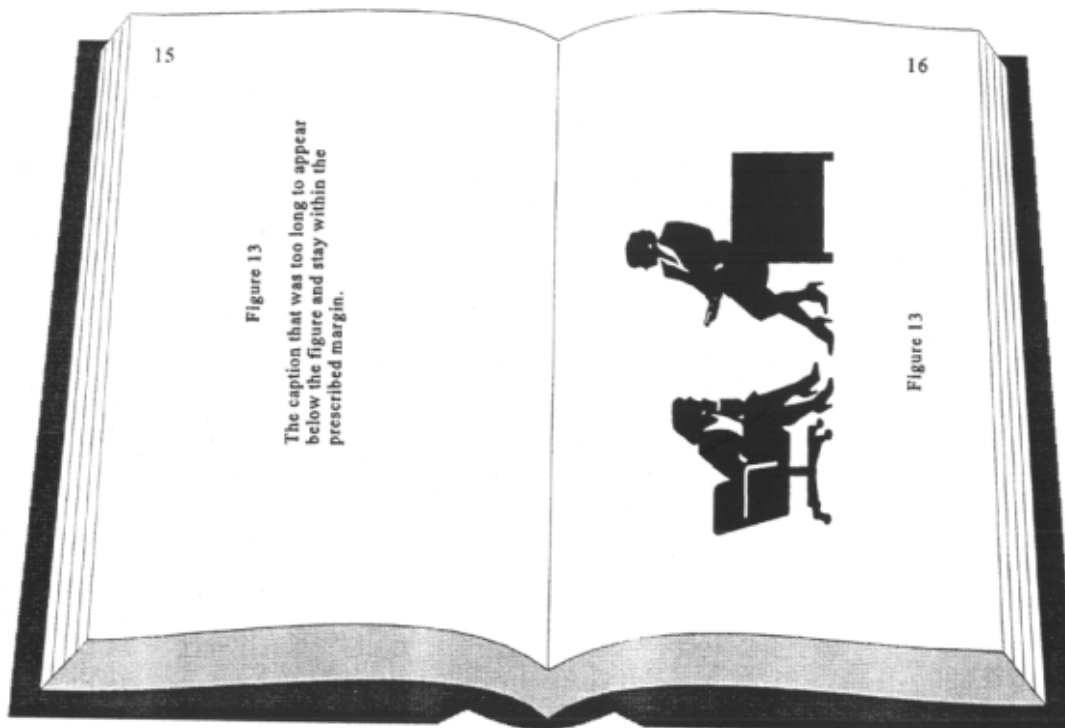 15
Figure 13
The caption that was too long to appear
below the figure and stay within the
prescribed margin.
16
Figure 13